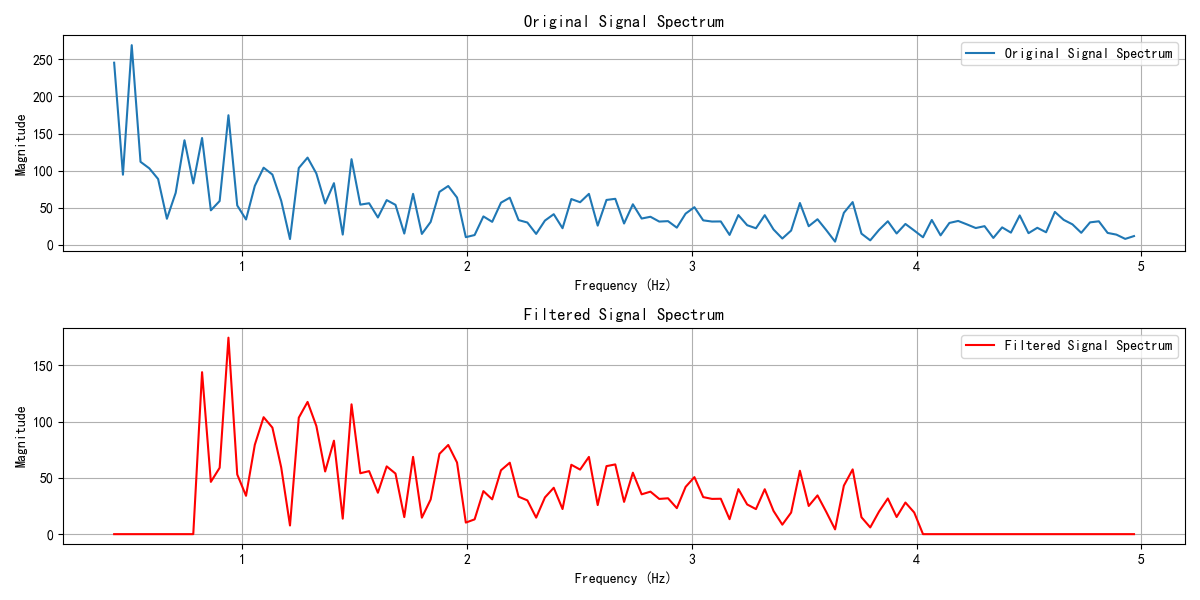 Original Signal Spectrum
Original Signal Spectrum
Magnitude
250
200
150
100
50
0
1
2
3
4
5
Frequency (Hz)
Filtered Signal Spectrum
Filtered Signal Spectrum
Magnitude
150
100
50
0
1
2
3
4
5
Frequency (Hz)